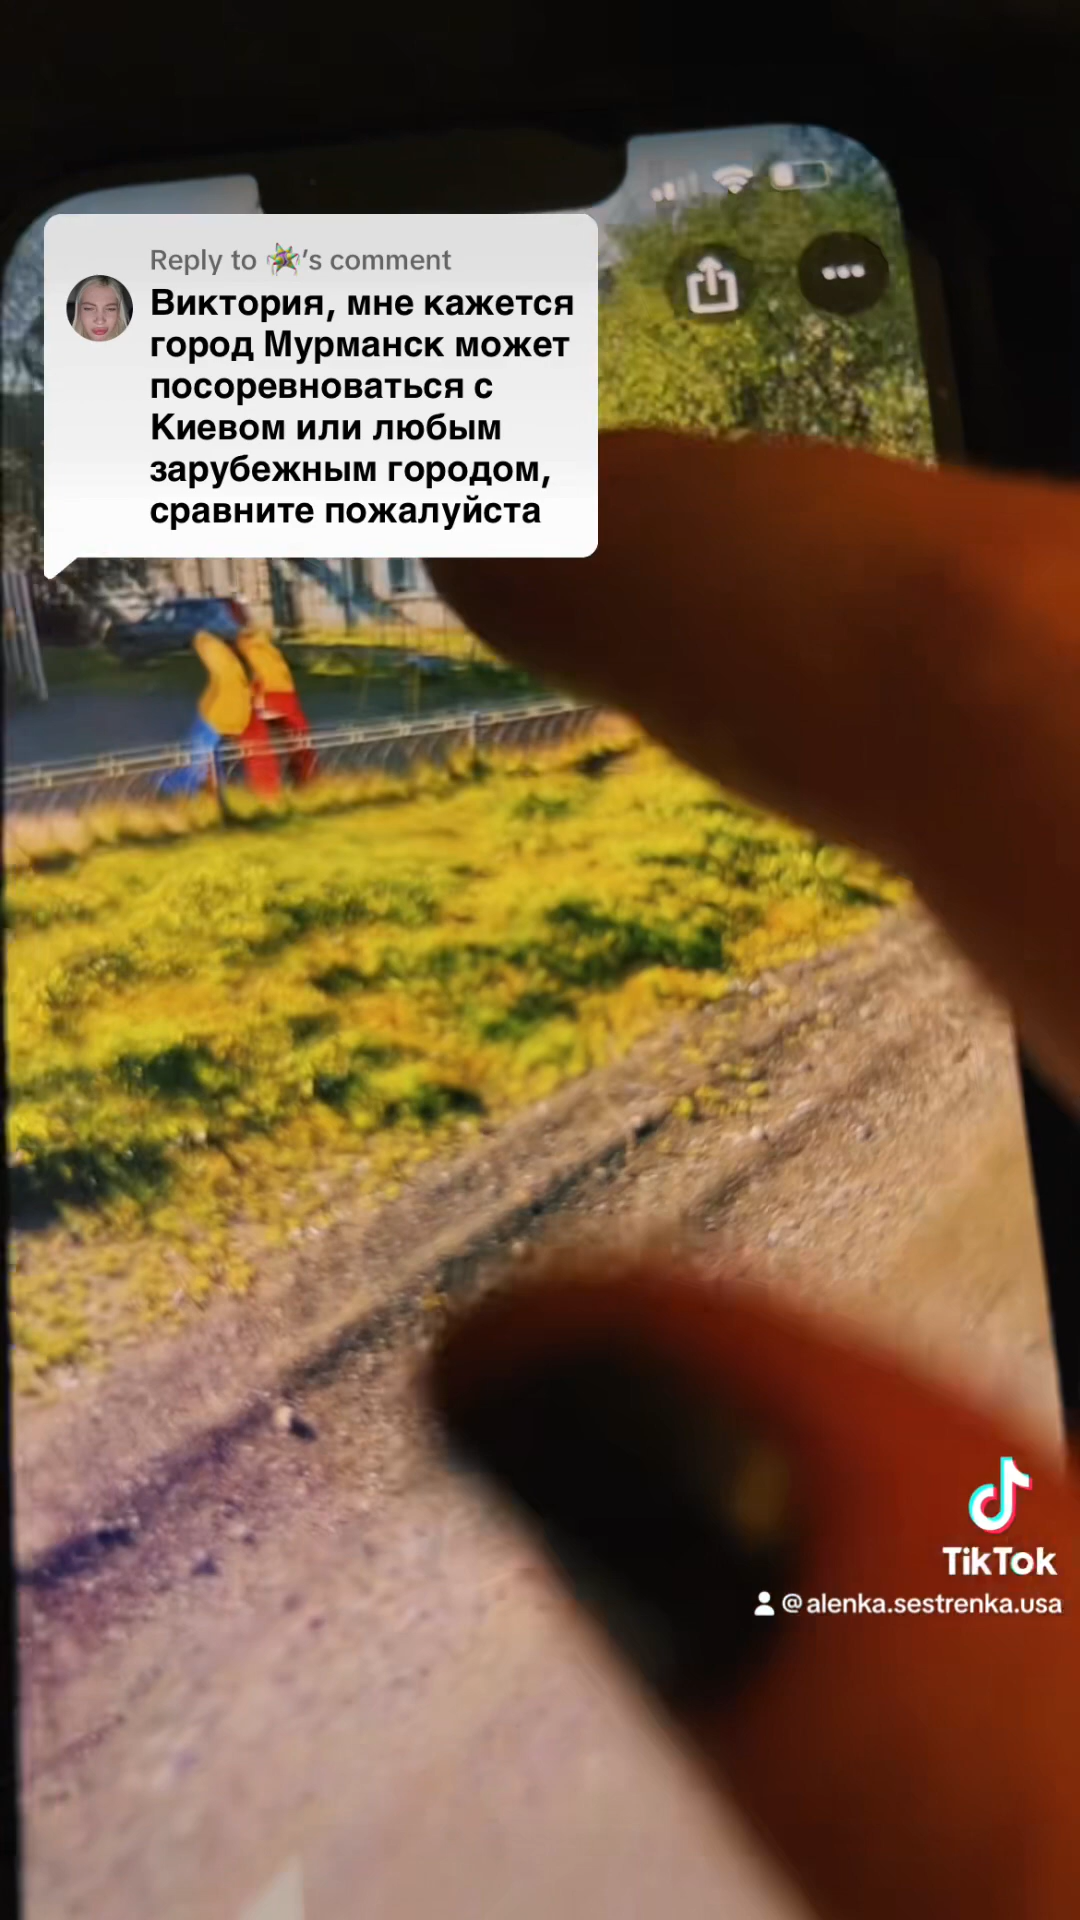 Reply to ’s comment
Виктория, мне кажется
город Мурманск может
посоревноваться с
Киевом или любым
зарубежным городом,
сравните пожалуйста
TikTok
@alenka.sestrenka.usa